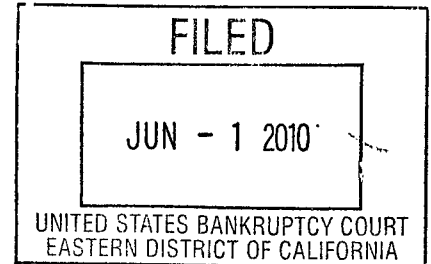 FILED
JUN - 1 2010
UNITED STATES BANKRUPTCY COURT
EASTERN DISTRICT OF CALIFORNIA